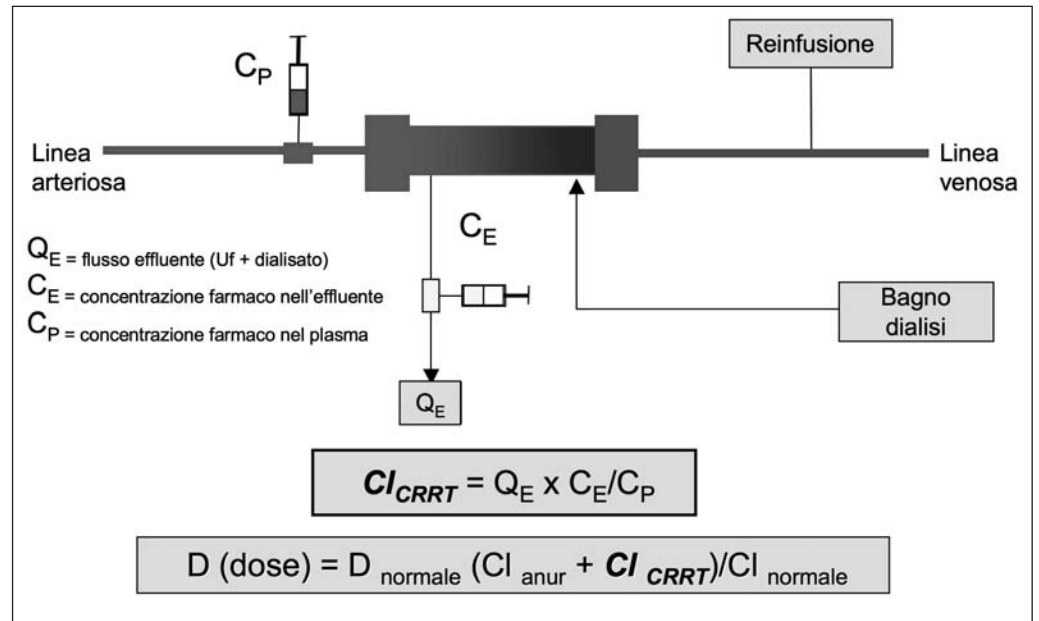 Reinfusione
C_P
Linea
arteriosa
Linea
venosa
C_E
Q_E = flusso effluente (Uf + dialisato)
C_E = concentrazione farmaco nell'effluente
C_P = concentrazione farmaco nel plasma
Bagno
dialisi
Q_E
Cl_CRRT = Q_E x C_E/C_P
D (dose) = D normale (Cl anur + Cl CRRT)/Cl normale